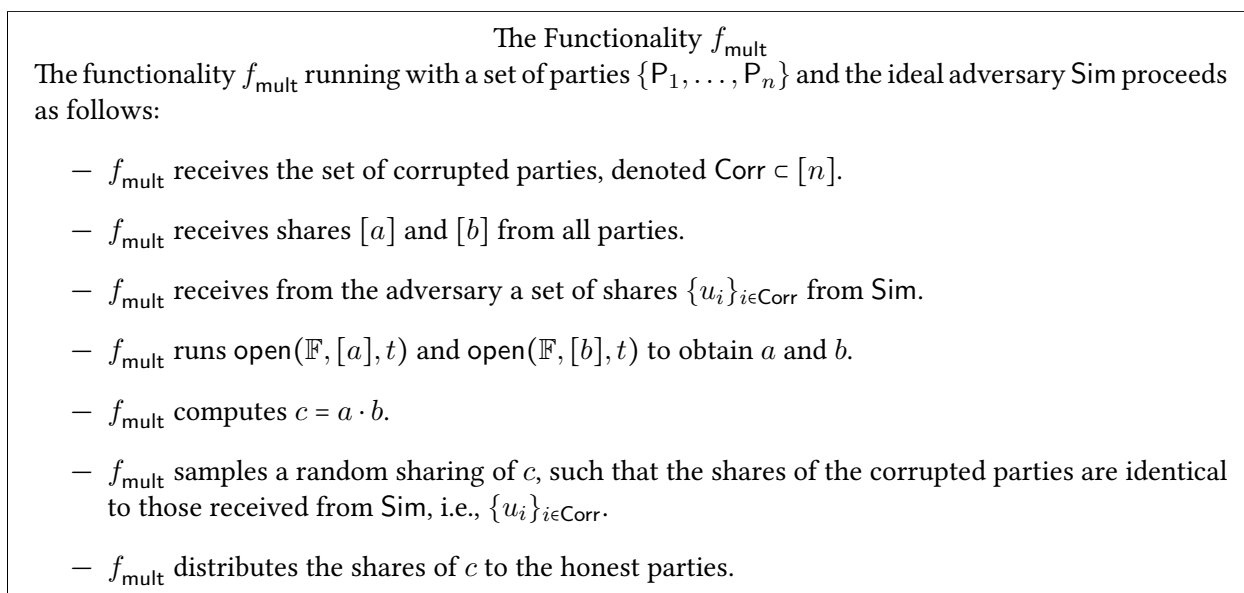 The Functionality f_mult
The functionality f_mult running with a set of parties {P_1, . . . , P_n} and the ideal adversary Sim proceeds
as follows:
— f_mult receives the set of corrupted parties, denoted Corr ⊂ [n].
— f_mult receives shares [a] and [b] from all parties.
— f_mult receives from the adversary a set of shares {u_i}_{i∈Corr} from Sim.
— f_mult runs open(𝔽, [a], t) and open(𝔽, [b], t) to obtain a and b.
— f_mult computes c = a · b.
— f_mult samples a random sharing of c, such that the shares of the corrupted parties are identical
to those received from Sim, i.e., {u_i}_{i∈Corr}.
— f_mult distributes the shares of c to the honest parties.